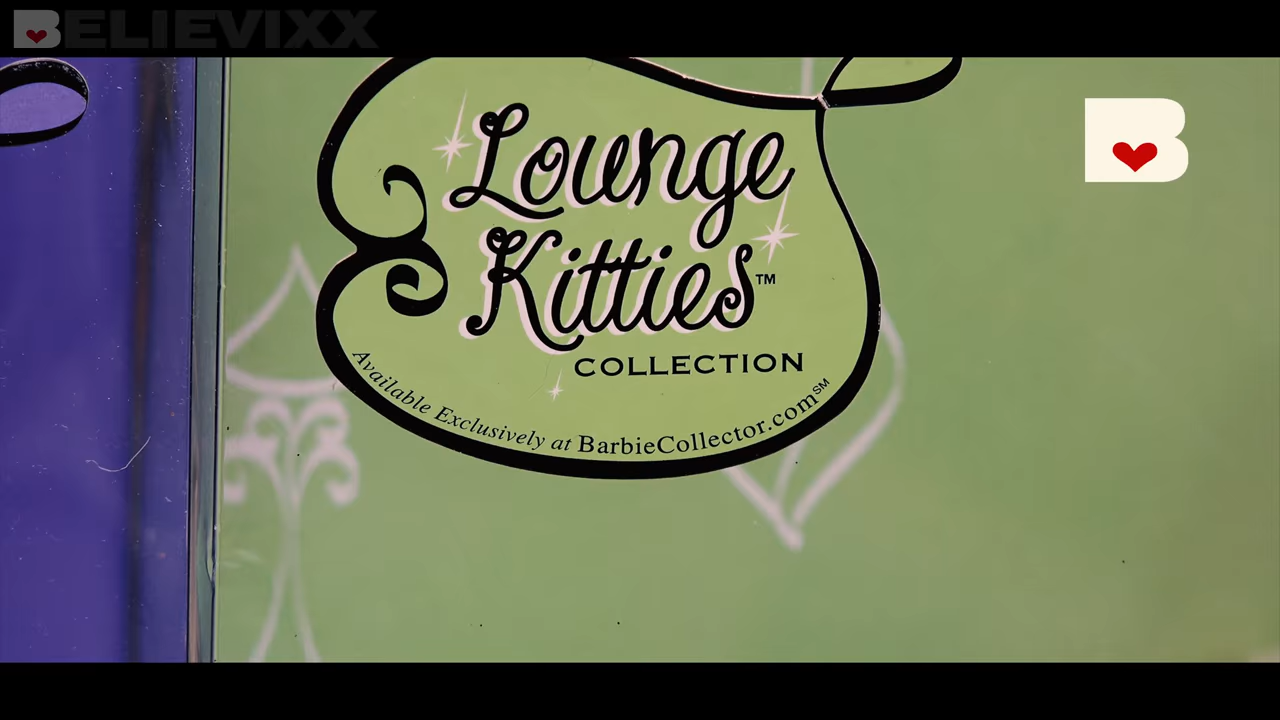 BELIEVIXX
B
Lounge
Kitties™
COLLECTION
Available Exclusively at BarbieCollector.com℠